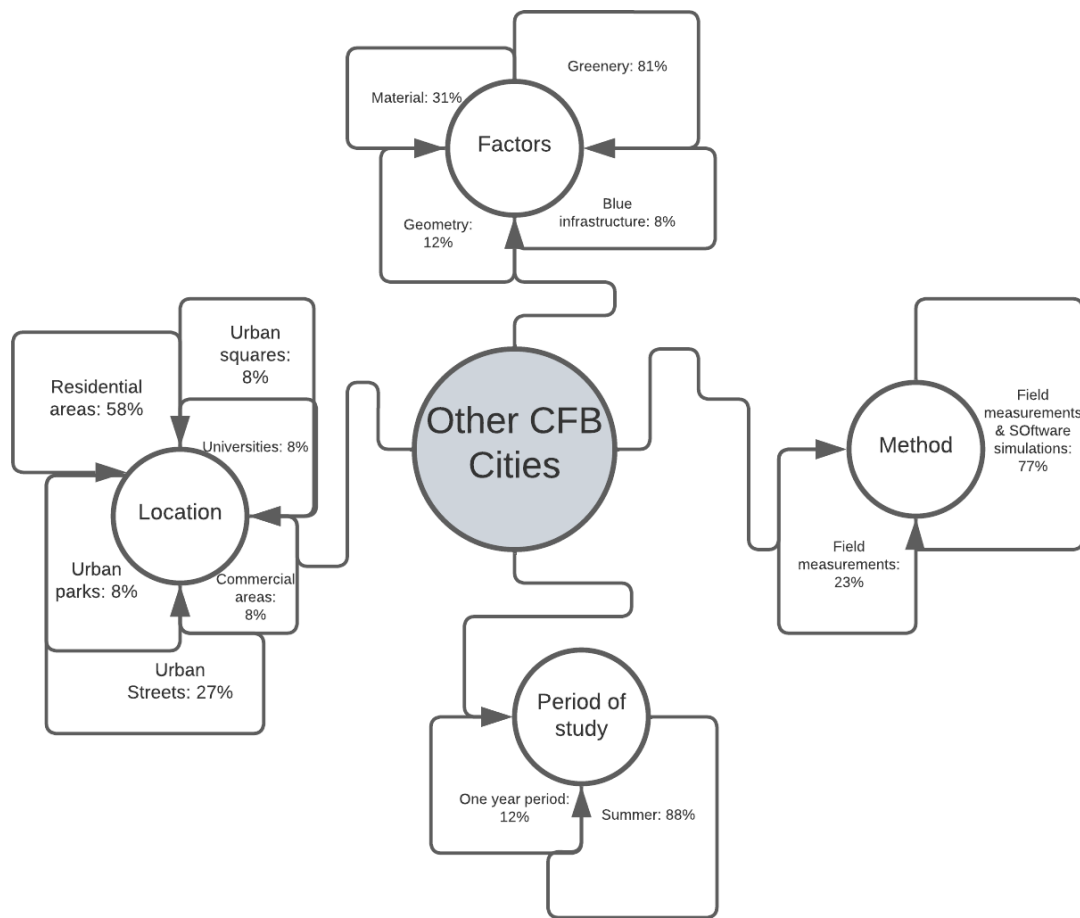 Greenery: 81%
Material: 31%
Factors
Blue
infrastructure: 8%
Geometry:
12%
Urban
squares:
8%
Residential
areas: 58%
Universities: 8%
Location
Urban
parks: 8%
Commercial
areas:
8%
Urban
Streets: 27%
Other CFB
Cities
Field
measurements
& SOftware
simulations:
77%
Method
Field
measurements:
23%
Period of
study
One year period:
12%
Summer: 88%